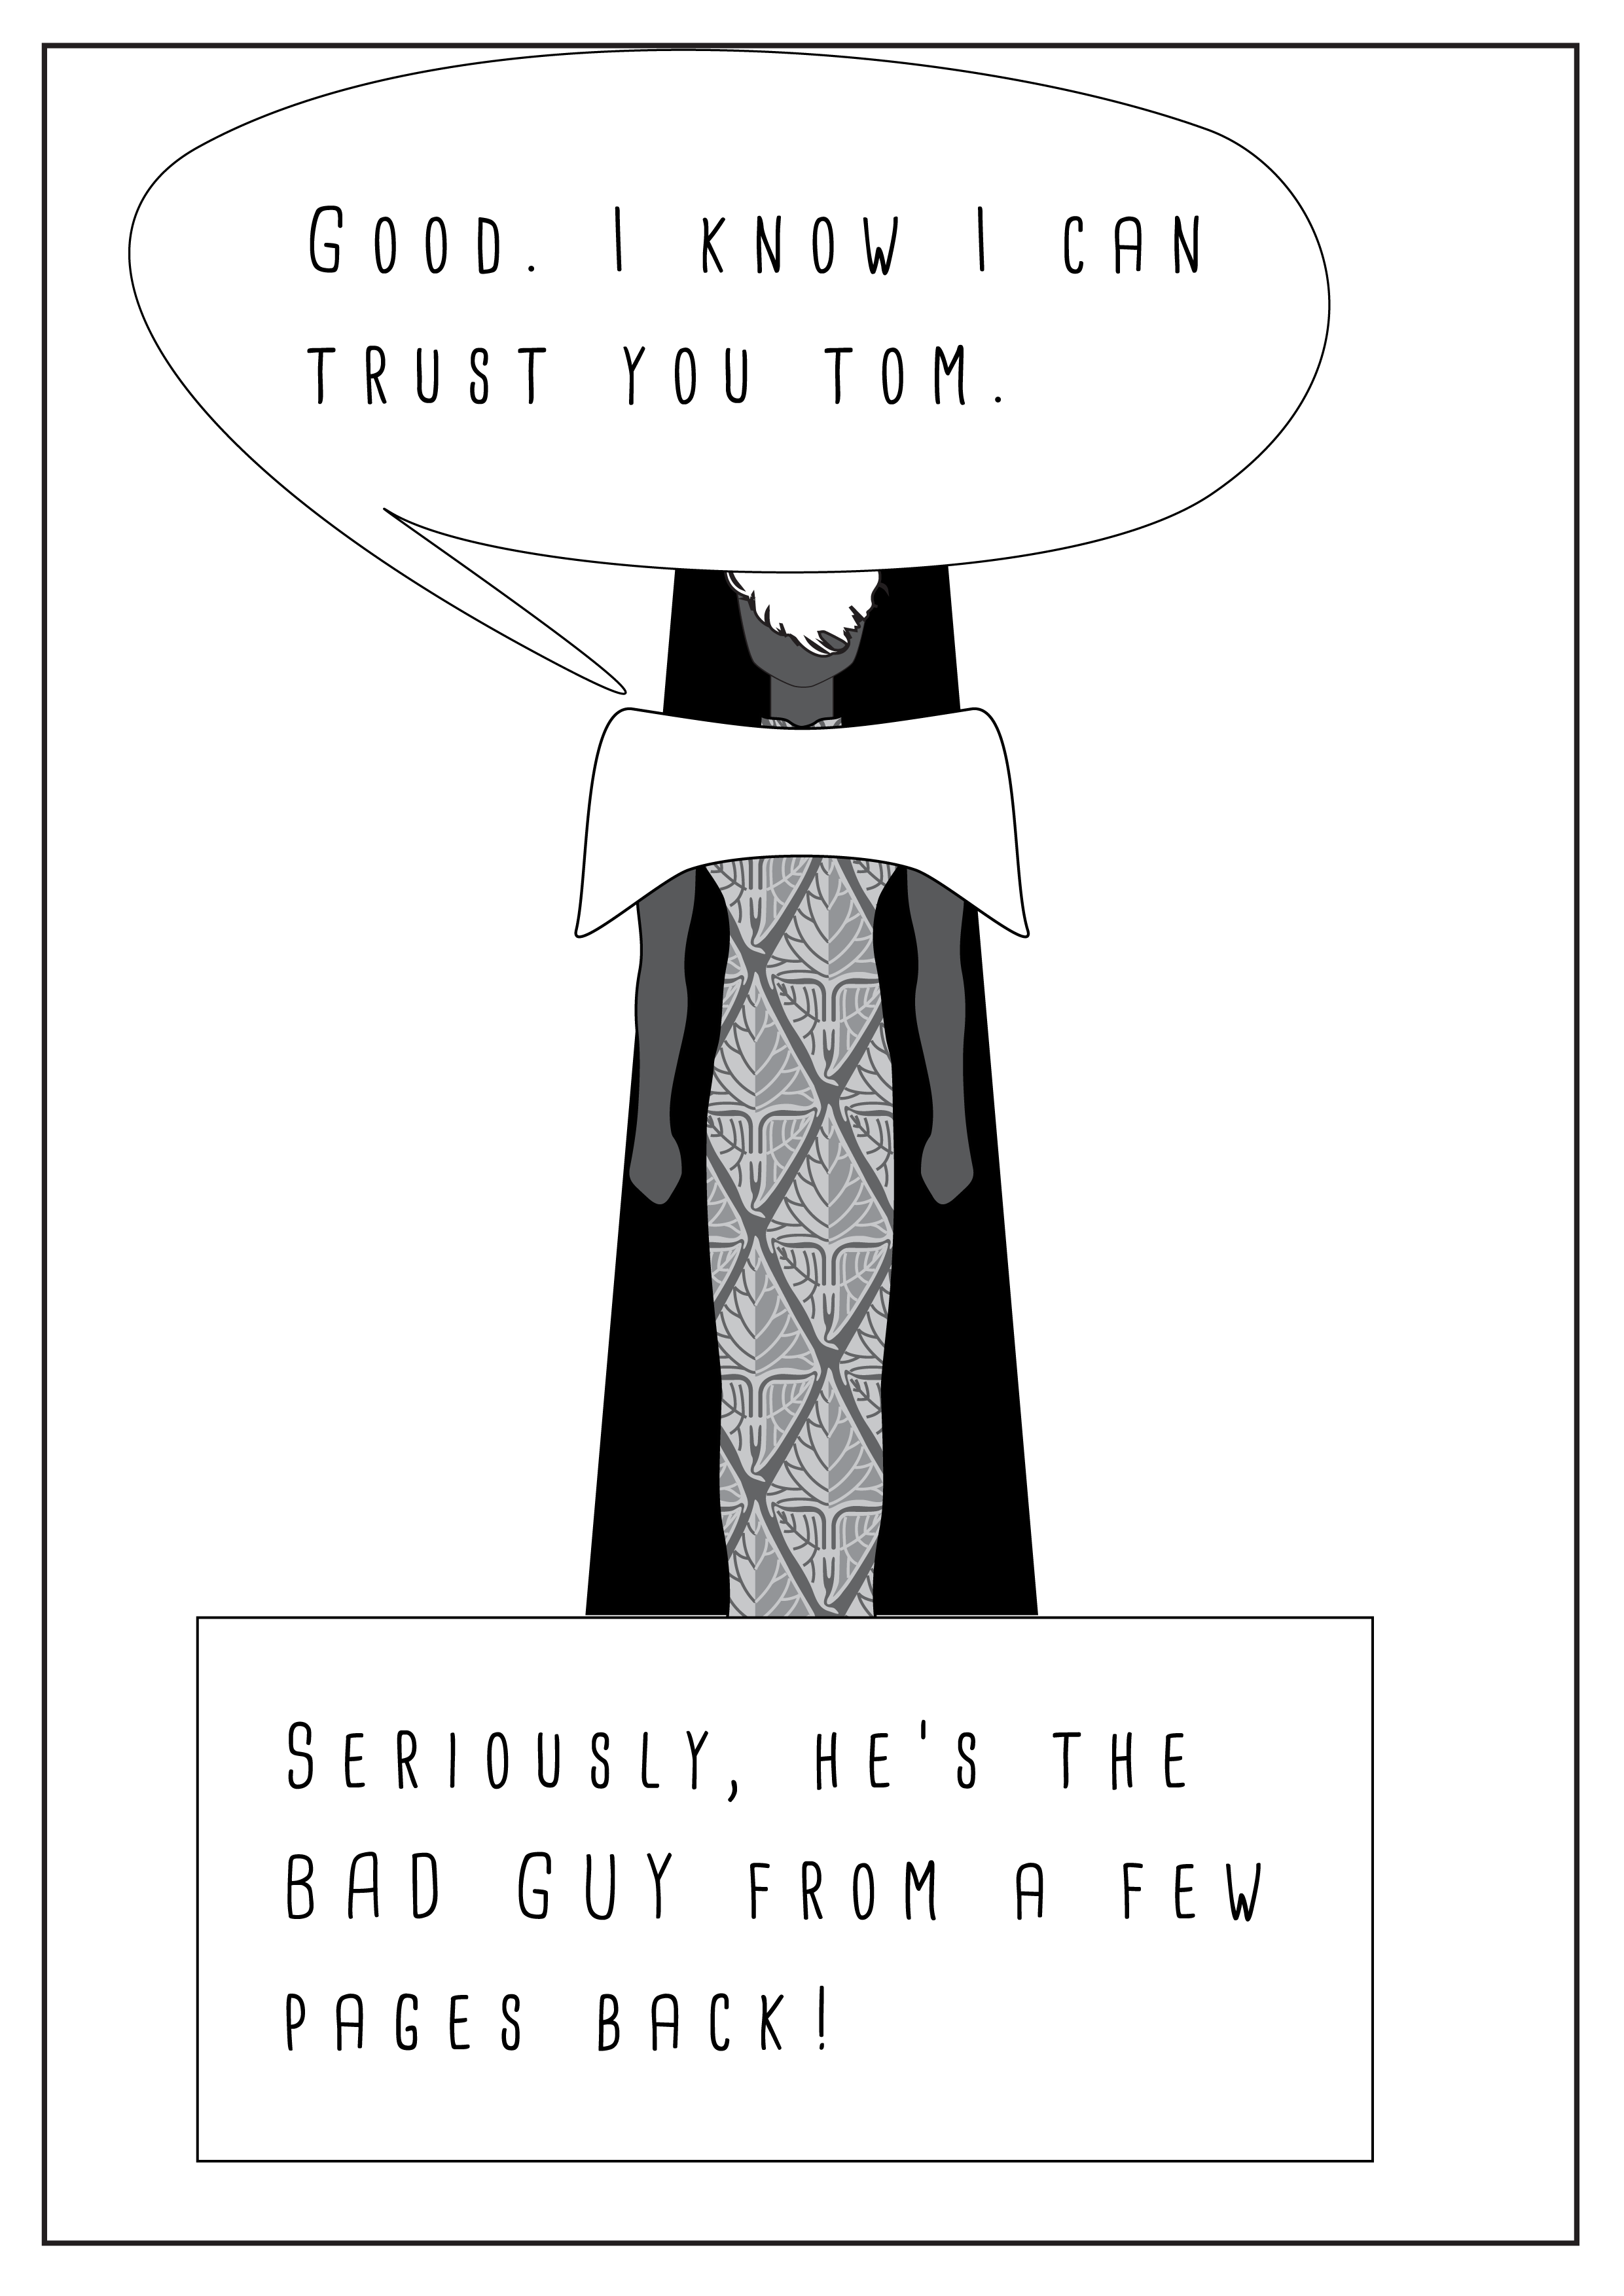 Good. I know I can
trust you Tom.
Seriously, he's the
BAD GUY from a few
pages back!